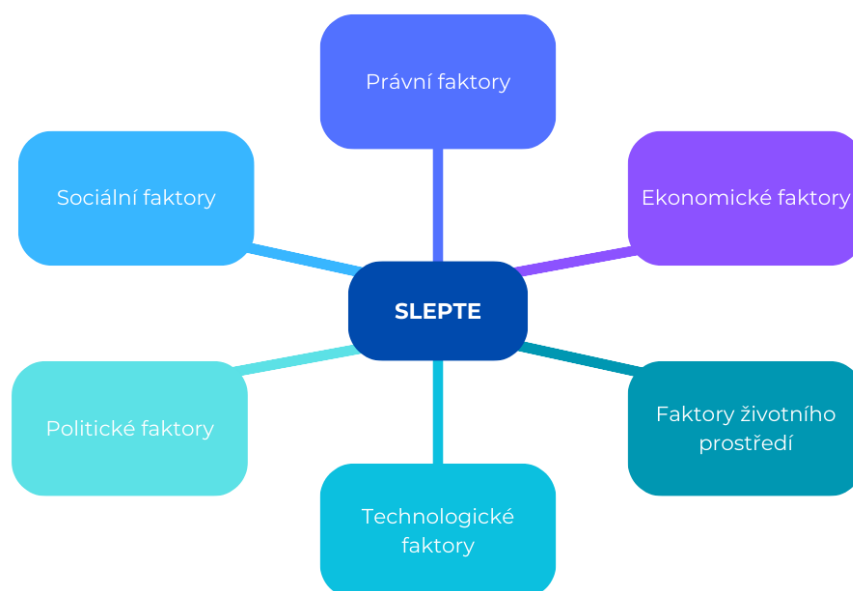 Právní faktory
Sociální faktory
Ekonomické faktory
SLEPTE
Politické faktory
Faktory životního
prostředí
Technologické
faktory